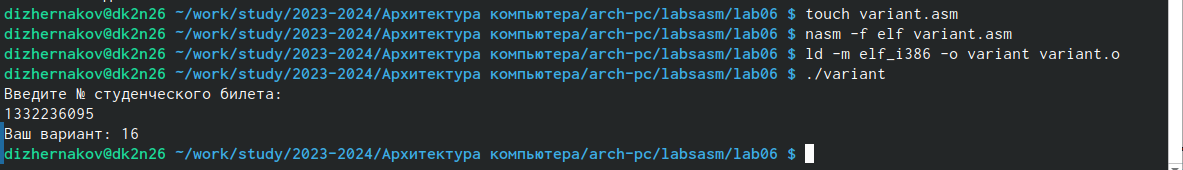 dizhernakov@dk2n26 ~/work/study/2023-2024/Архитектура компьютера/arch-pc/labsasm/lab06 $ touch variant.asm
dizhernakov@dk2n26 ~/work/study/2023-2024/Архитектура компьютера/arch-pc/labsasm/lab06 $ nasm -f elf variant.asm
dizhernakov@dk2n26 ~/work/study/2023-2024/Архитектура компьютера/arch-pc/labsasm/lab06 $ ld -m elf_i386 -o variant variant.o
dizhernakov@dk2n26 ~/work/study/2023-2024/Архитектура компьютера/arch-pc/labsasm/lab06 $ ./variant
Введите № студенческого билета:
1332236095
Ваш вариант: 16
dizhernakov@dk2n26 ~/work/study/2023-2024/Архитектура компьютера/arch-pc/labsasm/lab06 $